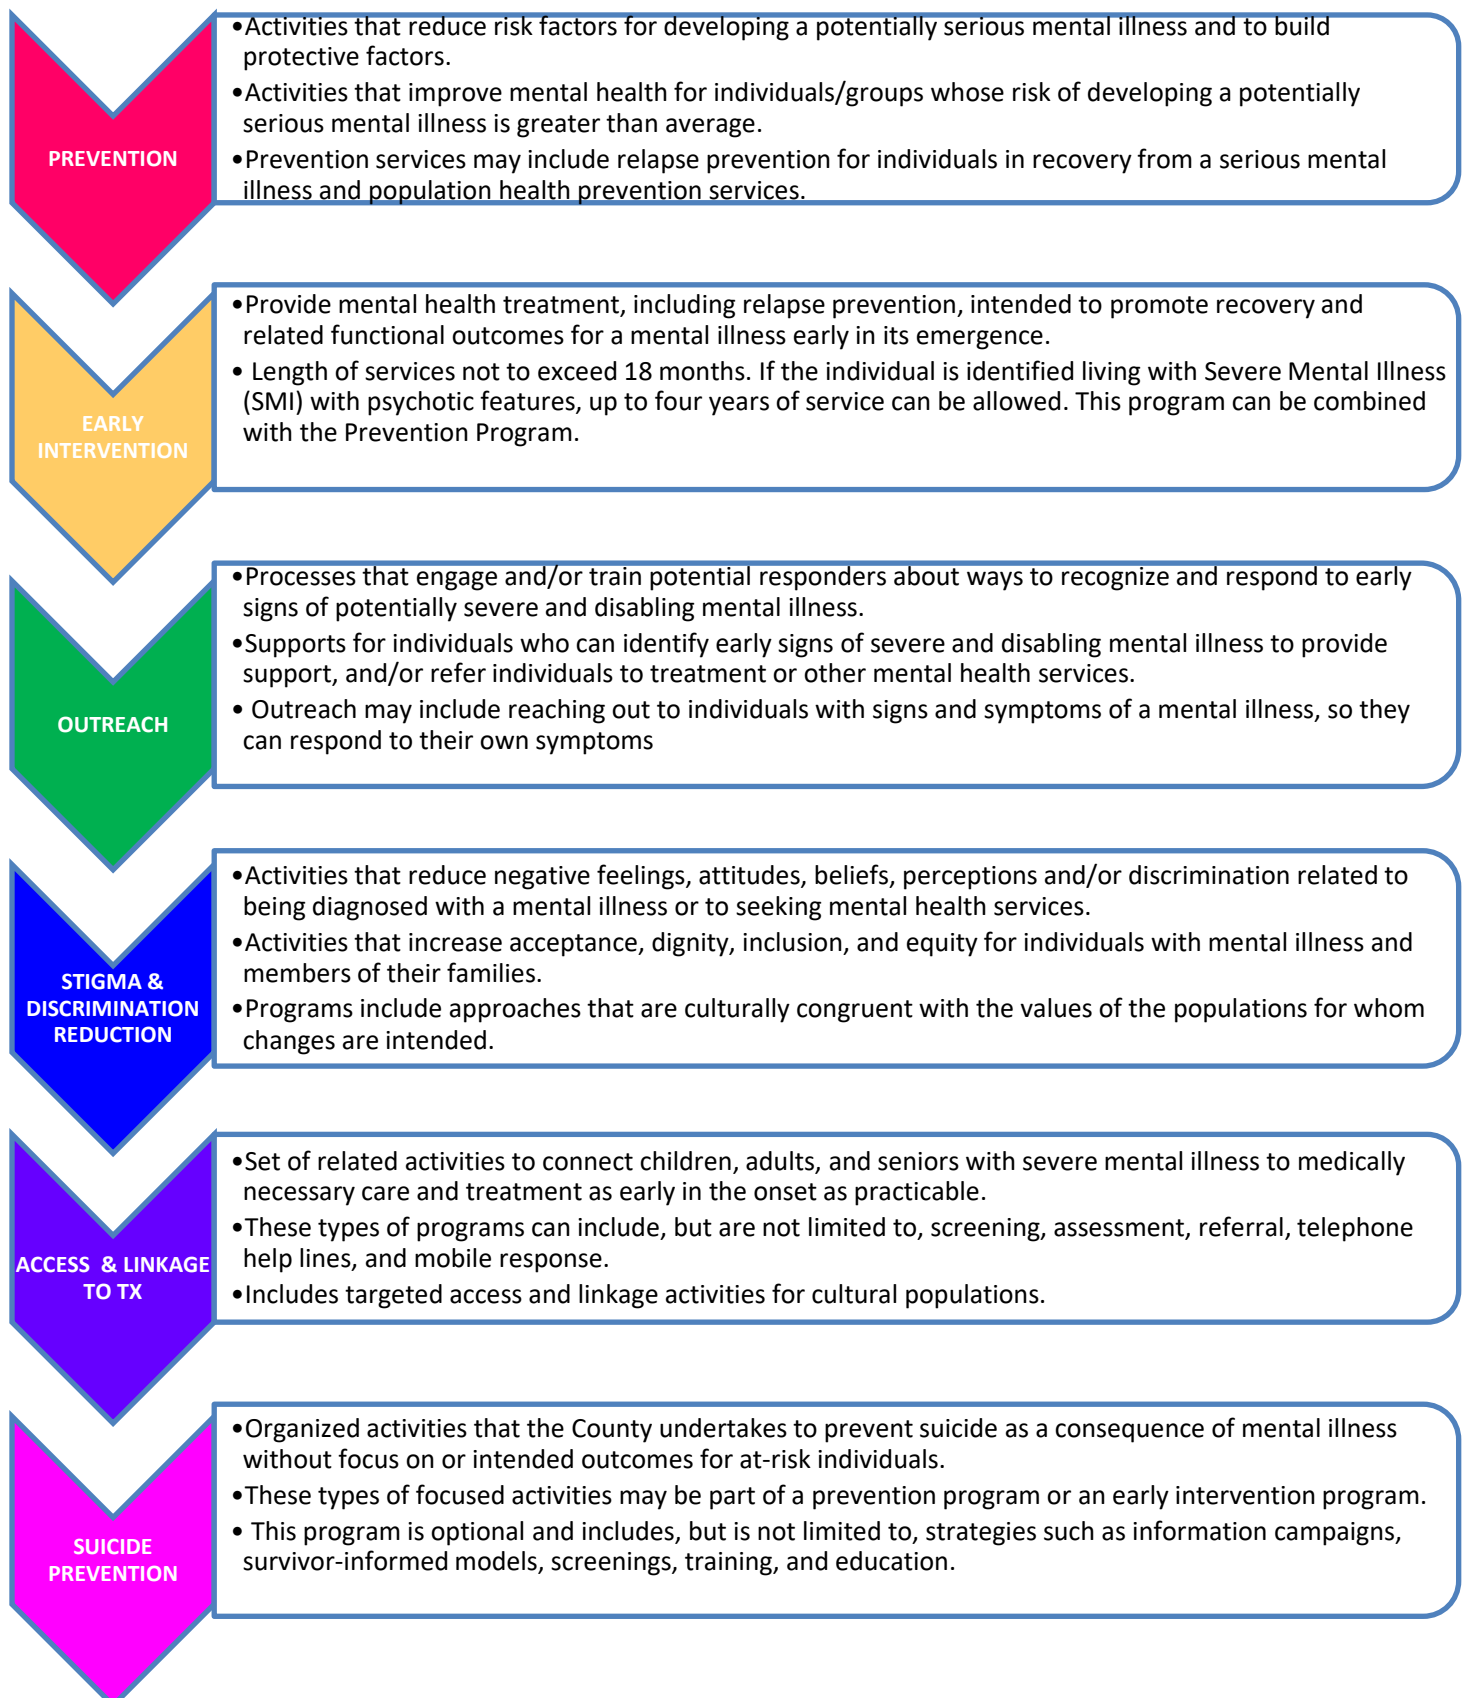 PREVENTION
•Activities that reduce risk factors for developing a potentially serious mental illness and to build
protective factors.
•Activities that improve mental health for individuals/groups whose risk of developing a potentially
serious mental illness is greater than average.
•Prevention services may include relapse prevention for individuals in recovery from a serious mental
illness and population health prevention services.
EARLY
INTERVENTION
•Provide mental health treatment, including relapse prevention, intended to promote recovery and
related functional outcomes for a mental illness early in its emergence.
• Length of services not to exceed 18 months. If the individual is identified living with Severe Mental Illness
(SMI) with psychotic features, up to four years of service can be allowed. This program can be combined
with the Prevention Program.
OUTREACH
•Processes that engage and/or train potential responders about ways to recognize and respond to early
signs of potentially severe and disabling mental illness.
•Supports for individuals who can identify early signs of severe and disabling mental illness to provide
support, and/or refer individuals to treatment or other mental health services.
• Outreach may include reaching out to individuals with signs and symptoms of a mental illness, so they
can respond to their own symptoms
STIGMA &
DISCRIMINATION
REDUCTION
•Activities that reduce negative feelings, attitudes, beliefs, perceptions and/or discrimination related to
being diagnosed with a mental illness or to seeking mental health services.
•Activities that increase acceptance, dignity, inclusion, and equity for individuals with mental illness and
members of their families.
•Programs include approaches that are culturally congruent with the values of the populations for whom
changes are intended.
ACCESS & LINKAGE
TO TX
•Set of related activities to connect children, adults, and seniors with severe mental illness to medically
necessary care and treatment as early in the onset as practicable.
•These types of programs can include, but are not limited to, screening, assessment, referral, telephone
help lines, and mobile response.
•Includes targeted access and linkage activities for cultural populations.
SUICIDE
PREVENTION
•Organized activities that the County undertakes to prevent suicide as a consequence of mental illness
without focus on or intended outcomes for at-risk individuals.
•These types of focused activities may be part of a prevention program or an early intervention program.
• This program is optional and includes, but is not limited to, strategies such as information campaigns,
survivor-informed models, screenings, training, and education.